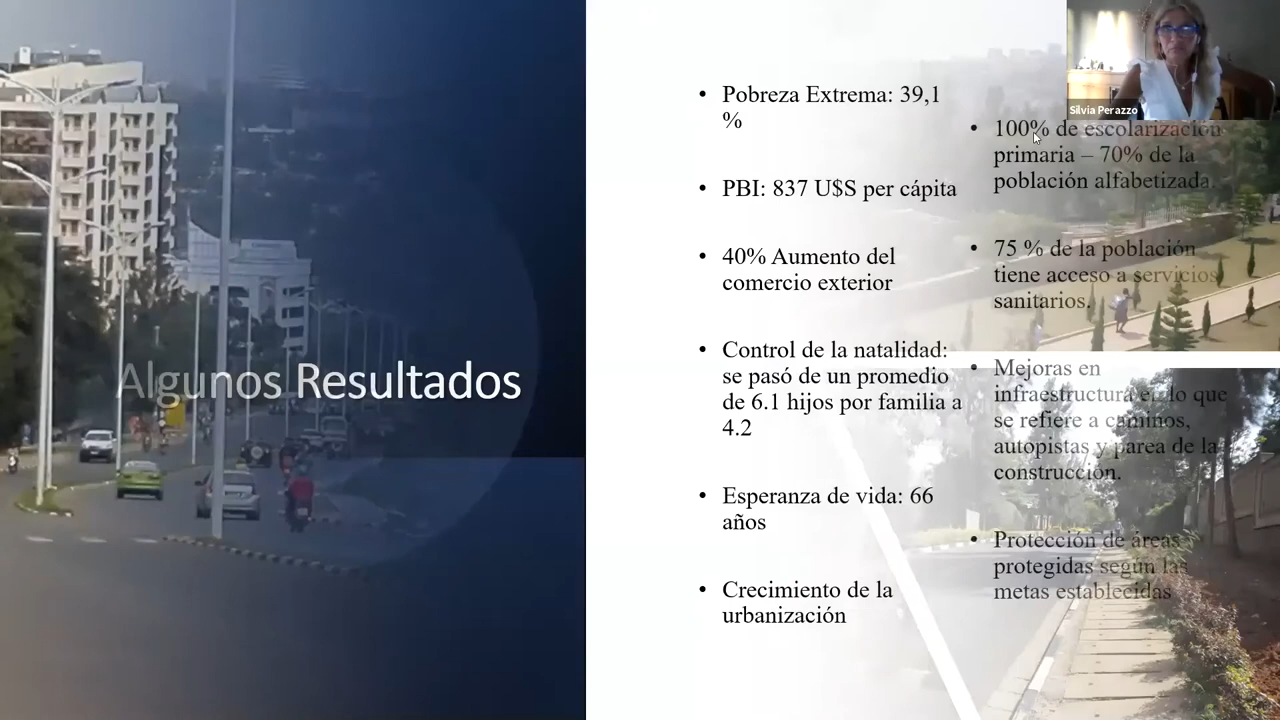 Algunos Resultados
• Pobreza Extrema: 39,1
%
• PBI: 837 U$S per cápita
• 40% Aumento del
comercio exterior
• Control de la natalidad:
se pasó de un promedio
de 6.1 hijos por familia a
4.2
• Esperanza de vida: 66
años
• Crecimiento de la
urbanización
Silvia Perazzo
• 100% de escolarización
primaria – 70% de la
población alfabetizada.
• 75 % de la población
tiene acceso a servicios
sanitarios.
• Mejoras en
infraestructura en lo que
se refiere a caminos,
autopistas y parea de la
construcción.
• Protección de áreas
protegidas según las
metas establecidas